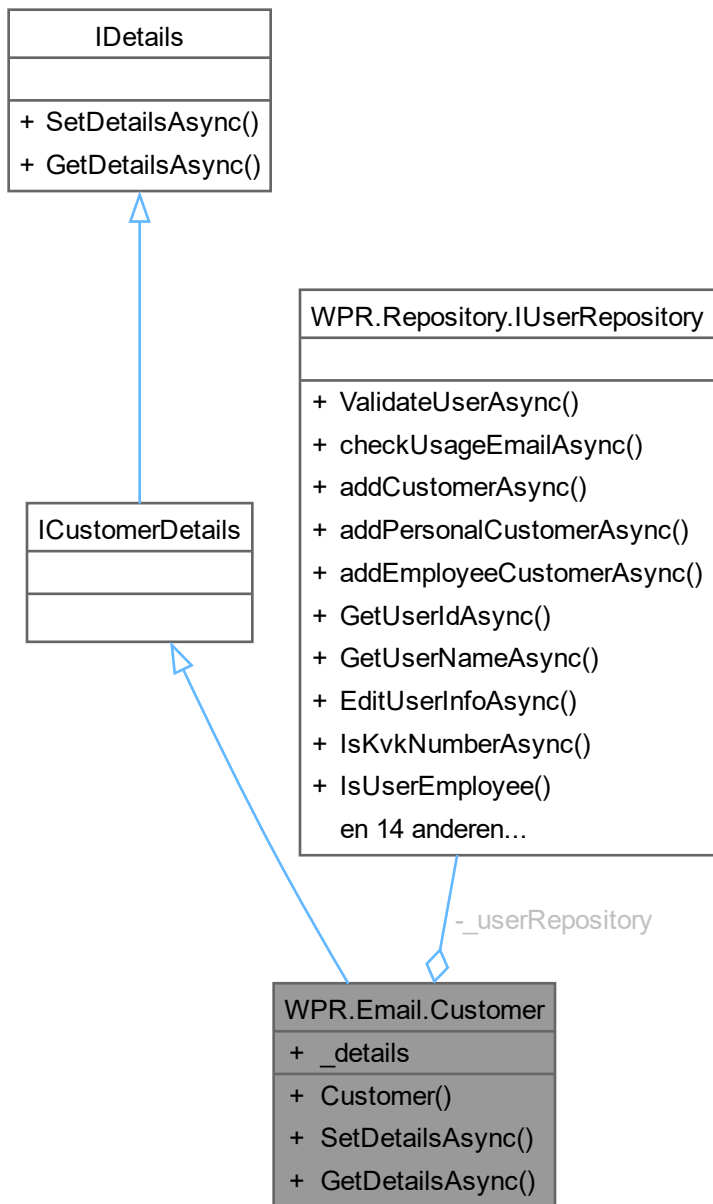 IDetails
+ SetDetailsAsync()
+ GetDetailsAsync()
WPR.Repository.IUserRepository
+ ValidateUserAsync()
+ checkUsageEmailAsync()
+ addCustomerAsync()
+ addPersonalCustomerAsync()
+ addEmployeeCustomerAsync()
+ GetUserIdAsync()
+ GetUserNameAsync()
+ EditUserInfoAsync()
+ IsKvkNumberAsync()
+ IsUserEmployee()
en 14 anderen...
ICustomerDetails
-_userRepository
WPR.Email.Customer
+ _details
+ Customer()
+ SetDetailsAsync()
+ GetDetailsAsync()